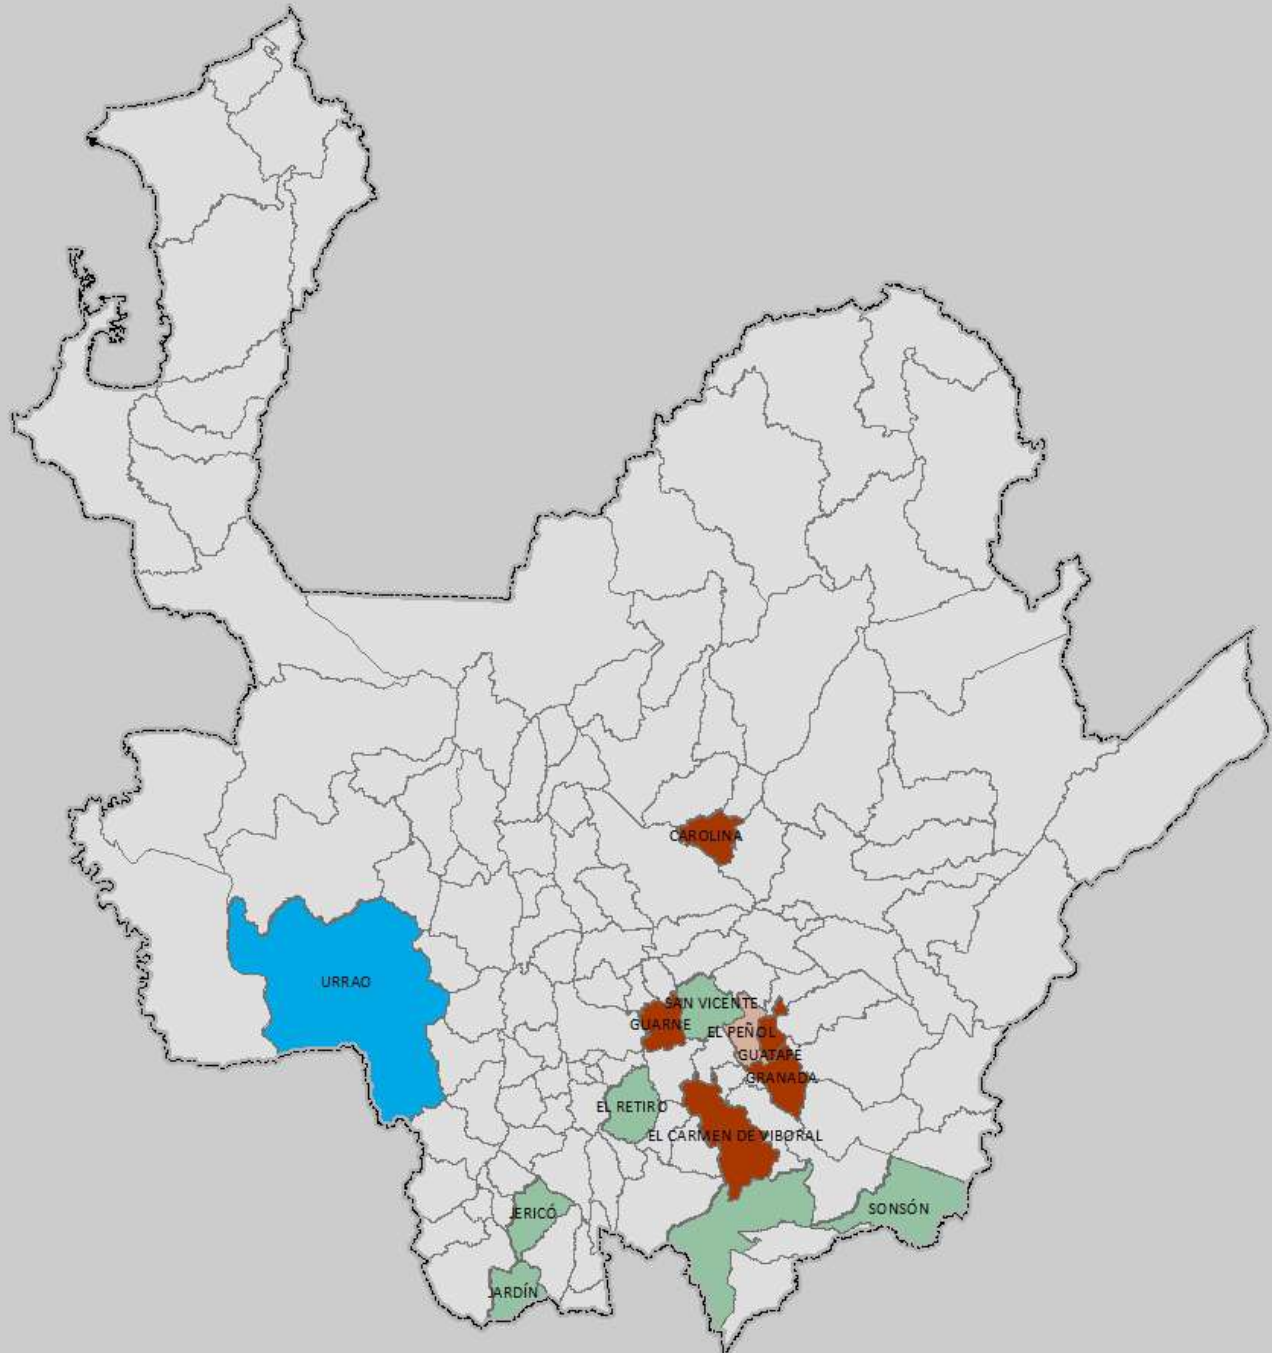 CAROLINA
URRAO
SAN VICENTE
GUARNE
EL PEÑOL
GUATAPÉ
GRANADA
EL RETIRO
EL CARMEN DE VIBORAL
SONSÓN
JERICÓ
JARDÍN